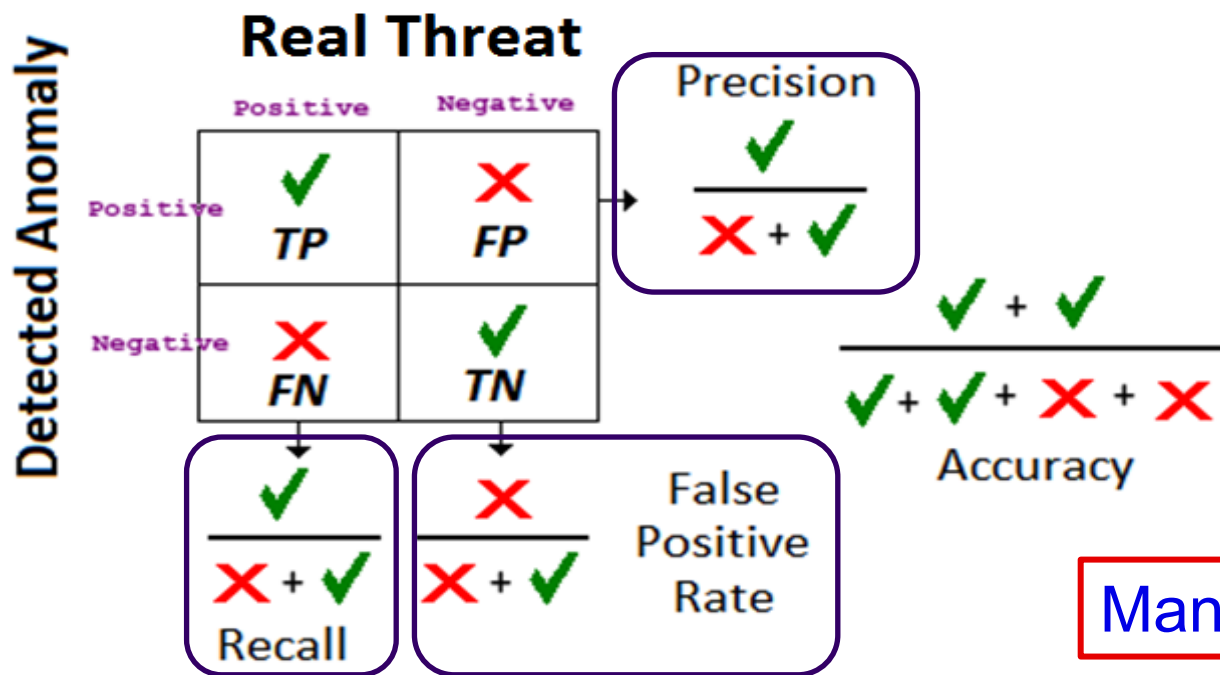 Real Threat
Detected Anomaly
Positive Negative
Positive
TP FP
Negative
FN TN
Precision
✓
✗ + ✓
✓ + ✓
✓ + ✓ + ✗ + ✗
Accuracy
✓
✗ + ✓
Recall
✗
✗ + ✓
False
Positive
Rate
Man